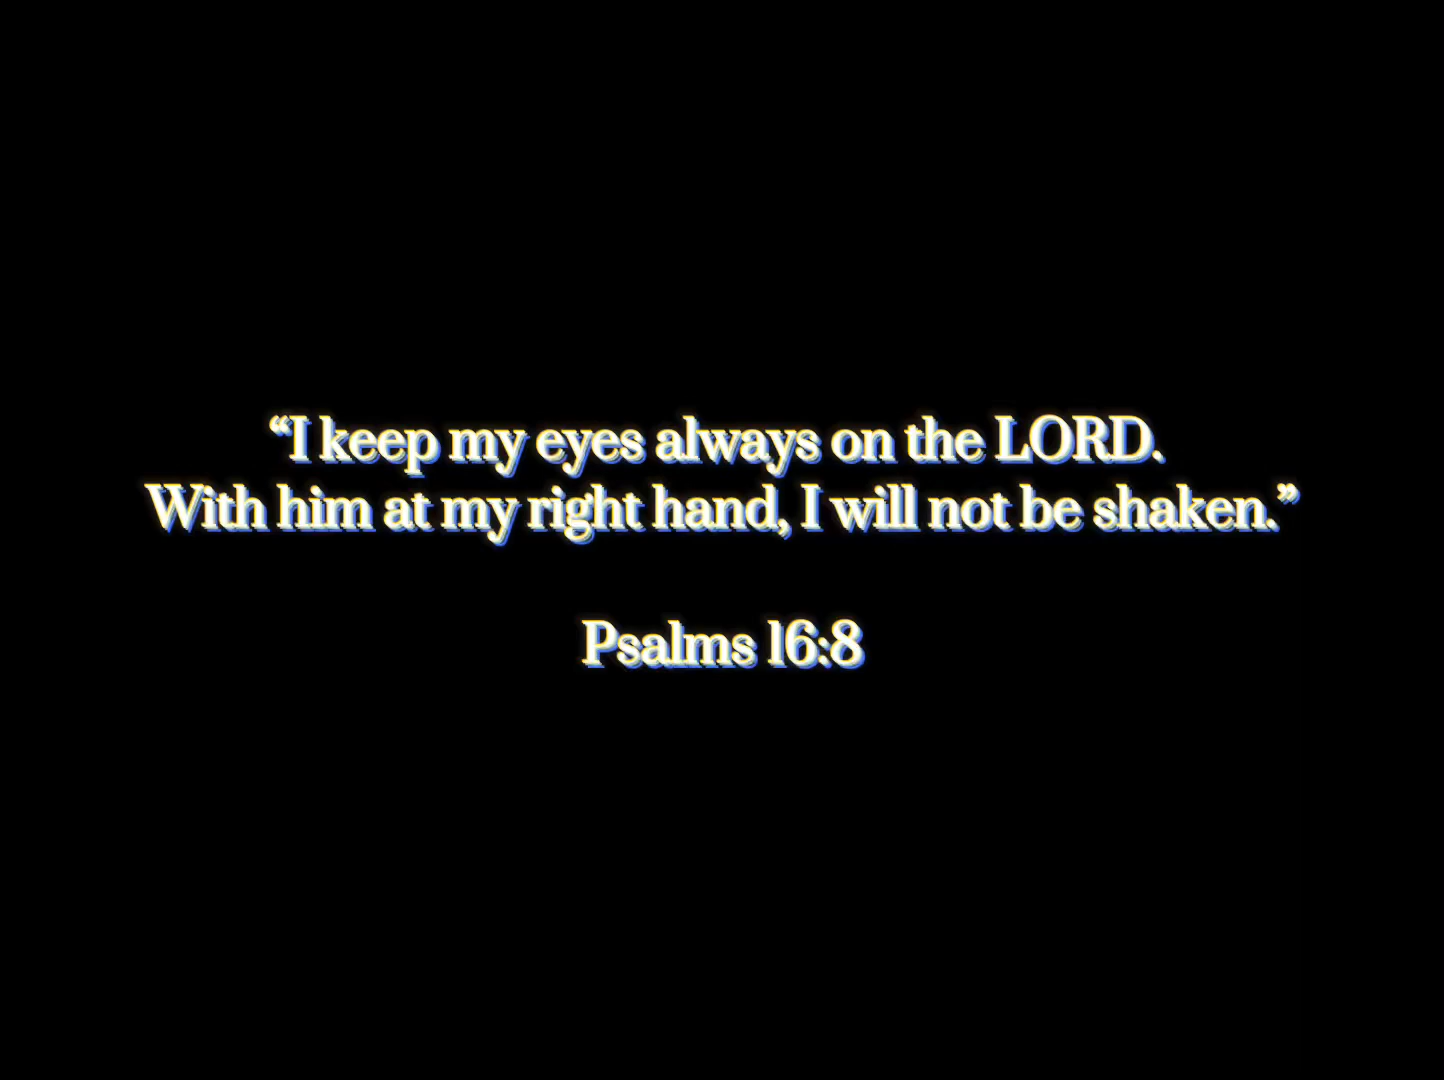 “I keep my eyes always on the LORD.
With him at my right hand, I will not be shaken.”
Psalms 16:8